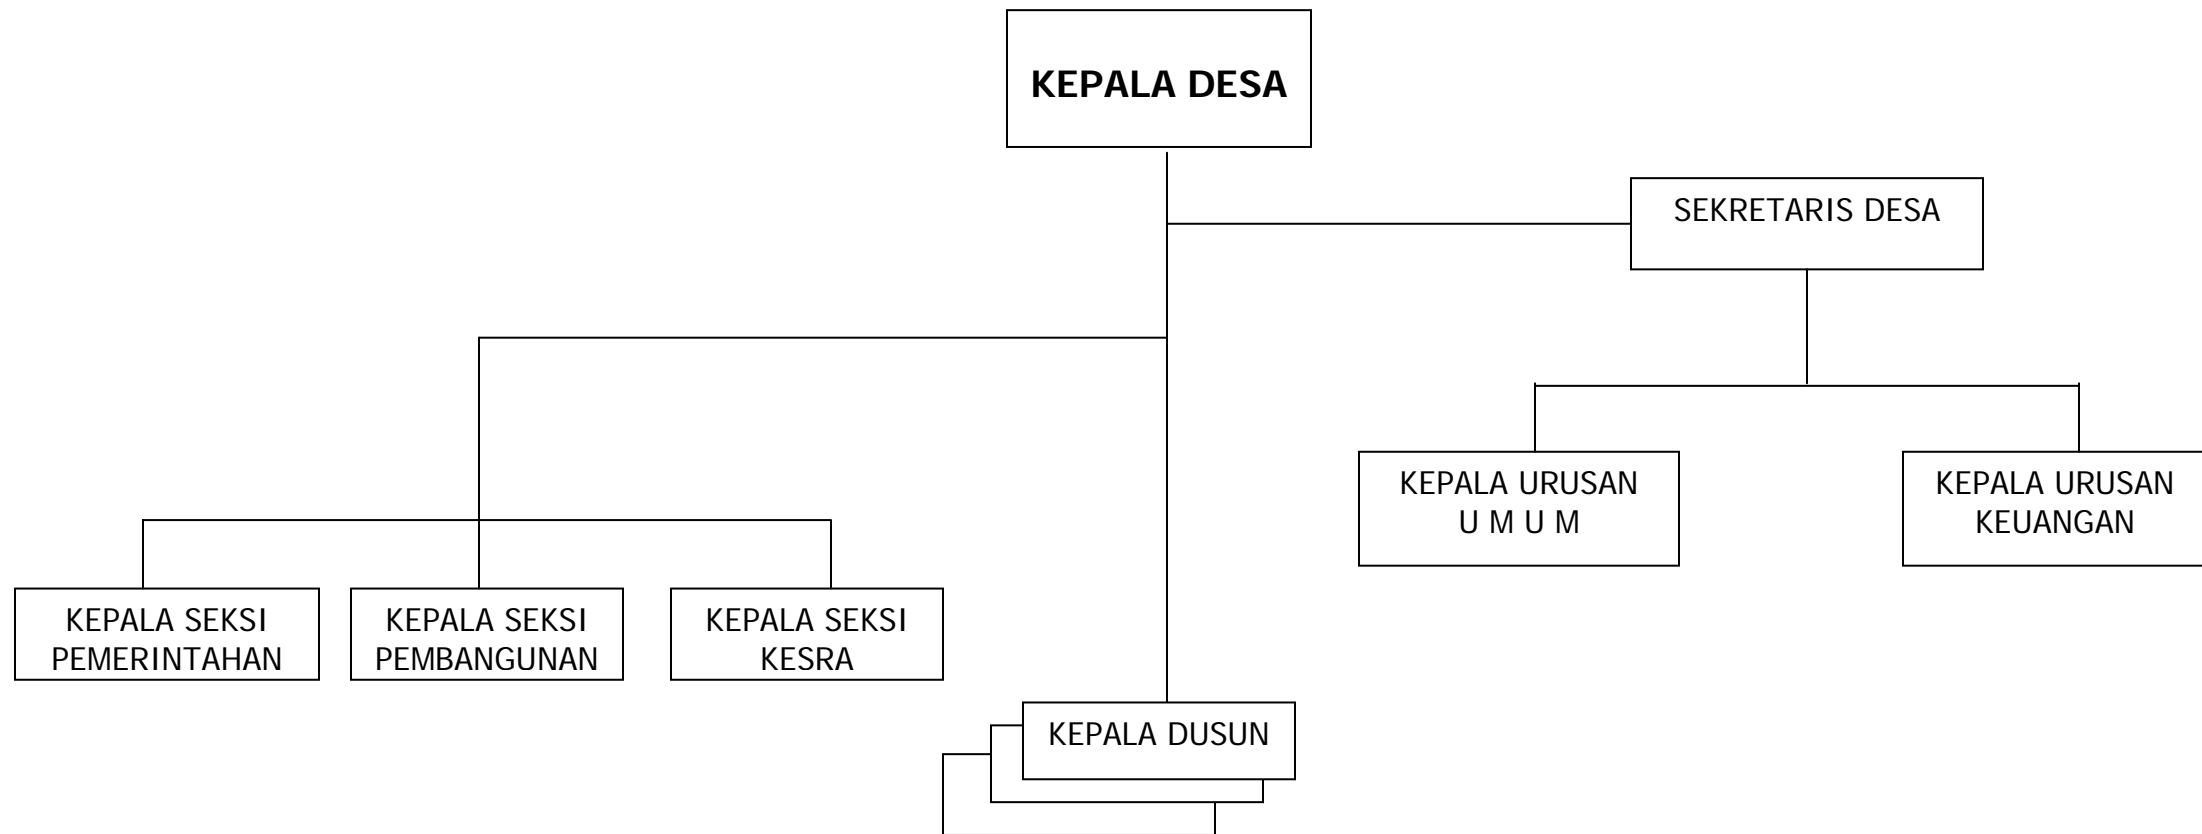 KEPALA DESA
SEKRETARIS DESA
KEPALA URUSAN
U M U M
KEPALA URUSAN
KEUANGAN
KEPALA SEKSI
PEMERINTAHAN
KEPALA SEKSI
PEMBANGUNAN
KEPALA SEKSI
KESRA
KEPALA DUSUN